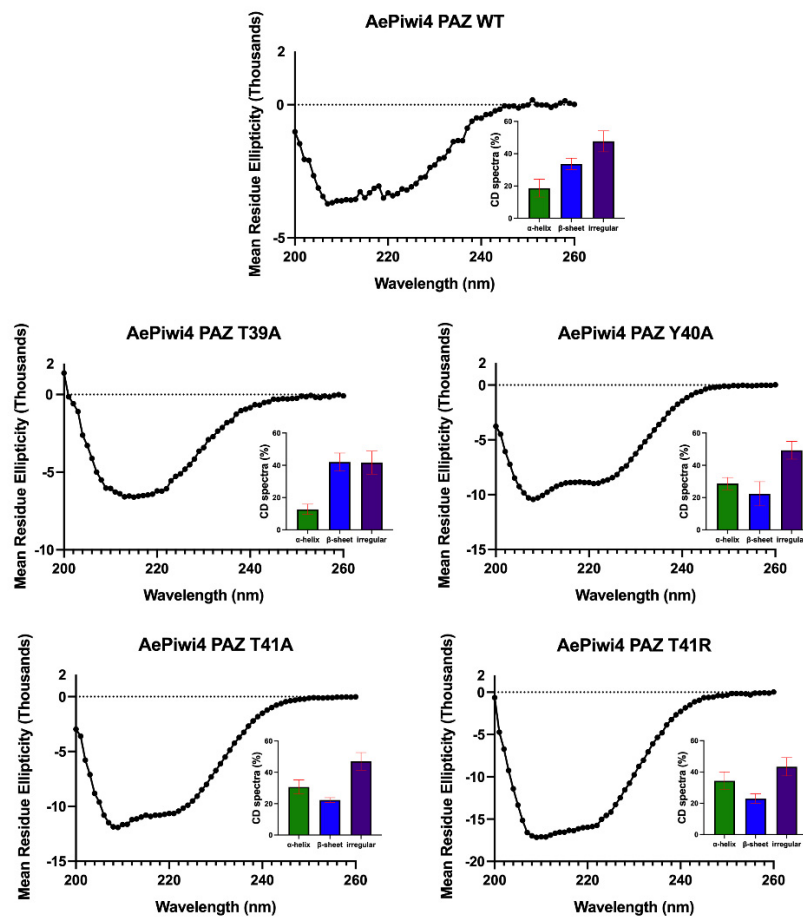 AePiwi4 PAZ WT
Mean Residue Ellipticity (Thousands)
2
0
-5
200
220
240
260
Wavelength (nm)
CD spectra (%)
60
40
20
0
α-helix
β-sheet
irregular
AePiwi4 PAZ T39A
Mean Residue Ellipticity (Thousands)
2
0
-5
-10
200
220
240
260
Wavelength (nm)
CD spectra (%)
60
40
20
0
α-helix
β-sheet
irregular
AePiwi4 PAZ Y40A
Mean Residue Ellipticity (Thousands)
2
0
-5
-10
-15
200
220
240
260
Wavelength (nm)
CD spectra (%)
60
40
20
0
α-helix
β-sheet
irregular
AePiwi4 PAZ T41A
Mean Residue Ellipticity (Thousands)
2
0
-5
-10
-15
200
220
240
260
Wavelength (nm)
CD spectra (%)
60
40
20
0
α-helix
β-sheet
irregular
AePiwi4 PAZ T41R
Mean Residue Ellipticity (Thousands)
2
0
-5
-10
-15
-20
200
220
240
260
Wavelength (nm)
CD spectra (%)
60
40
20
0
α-helix
β-sheet
irregular